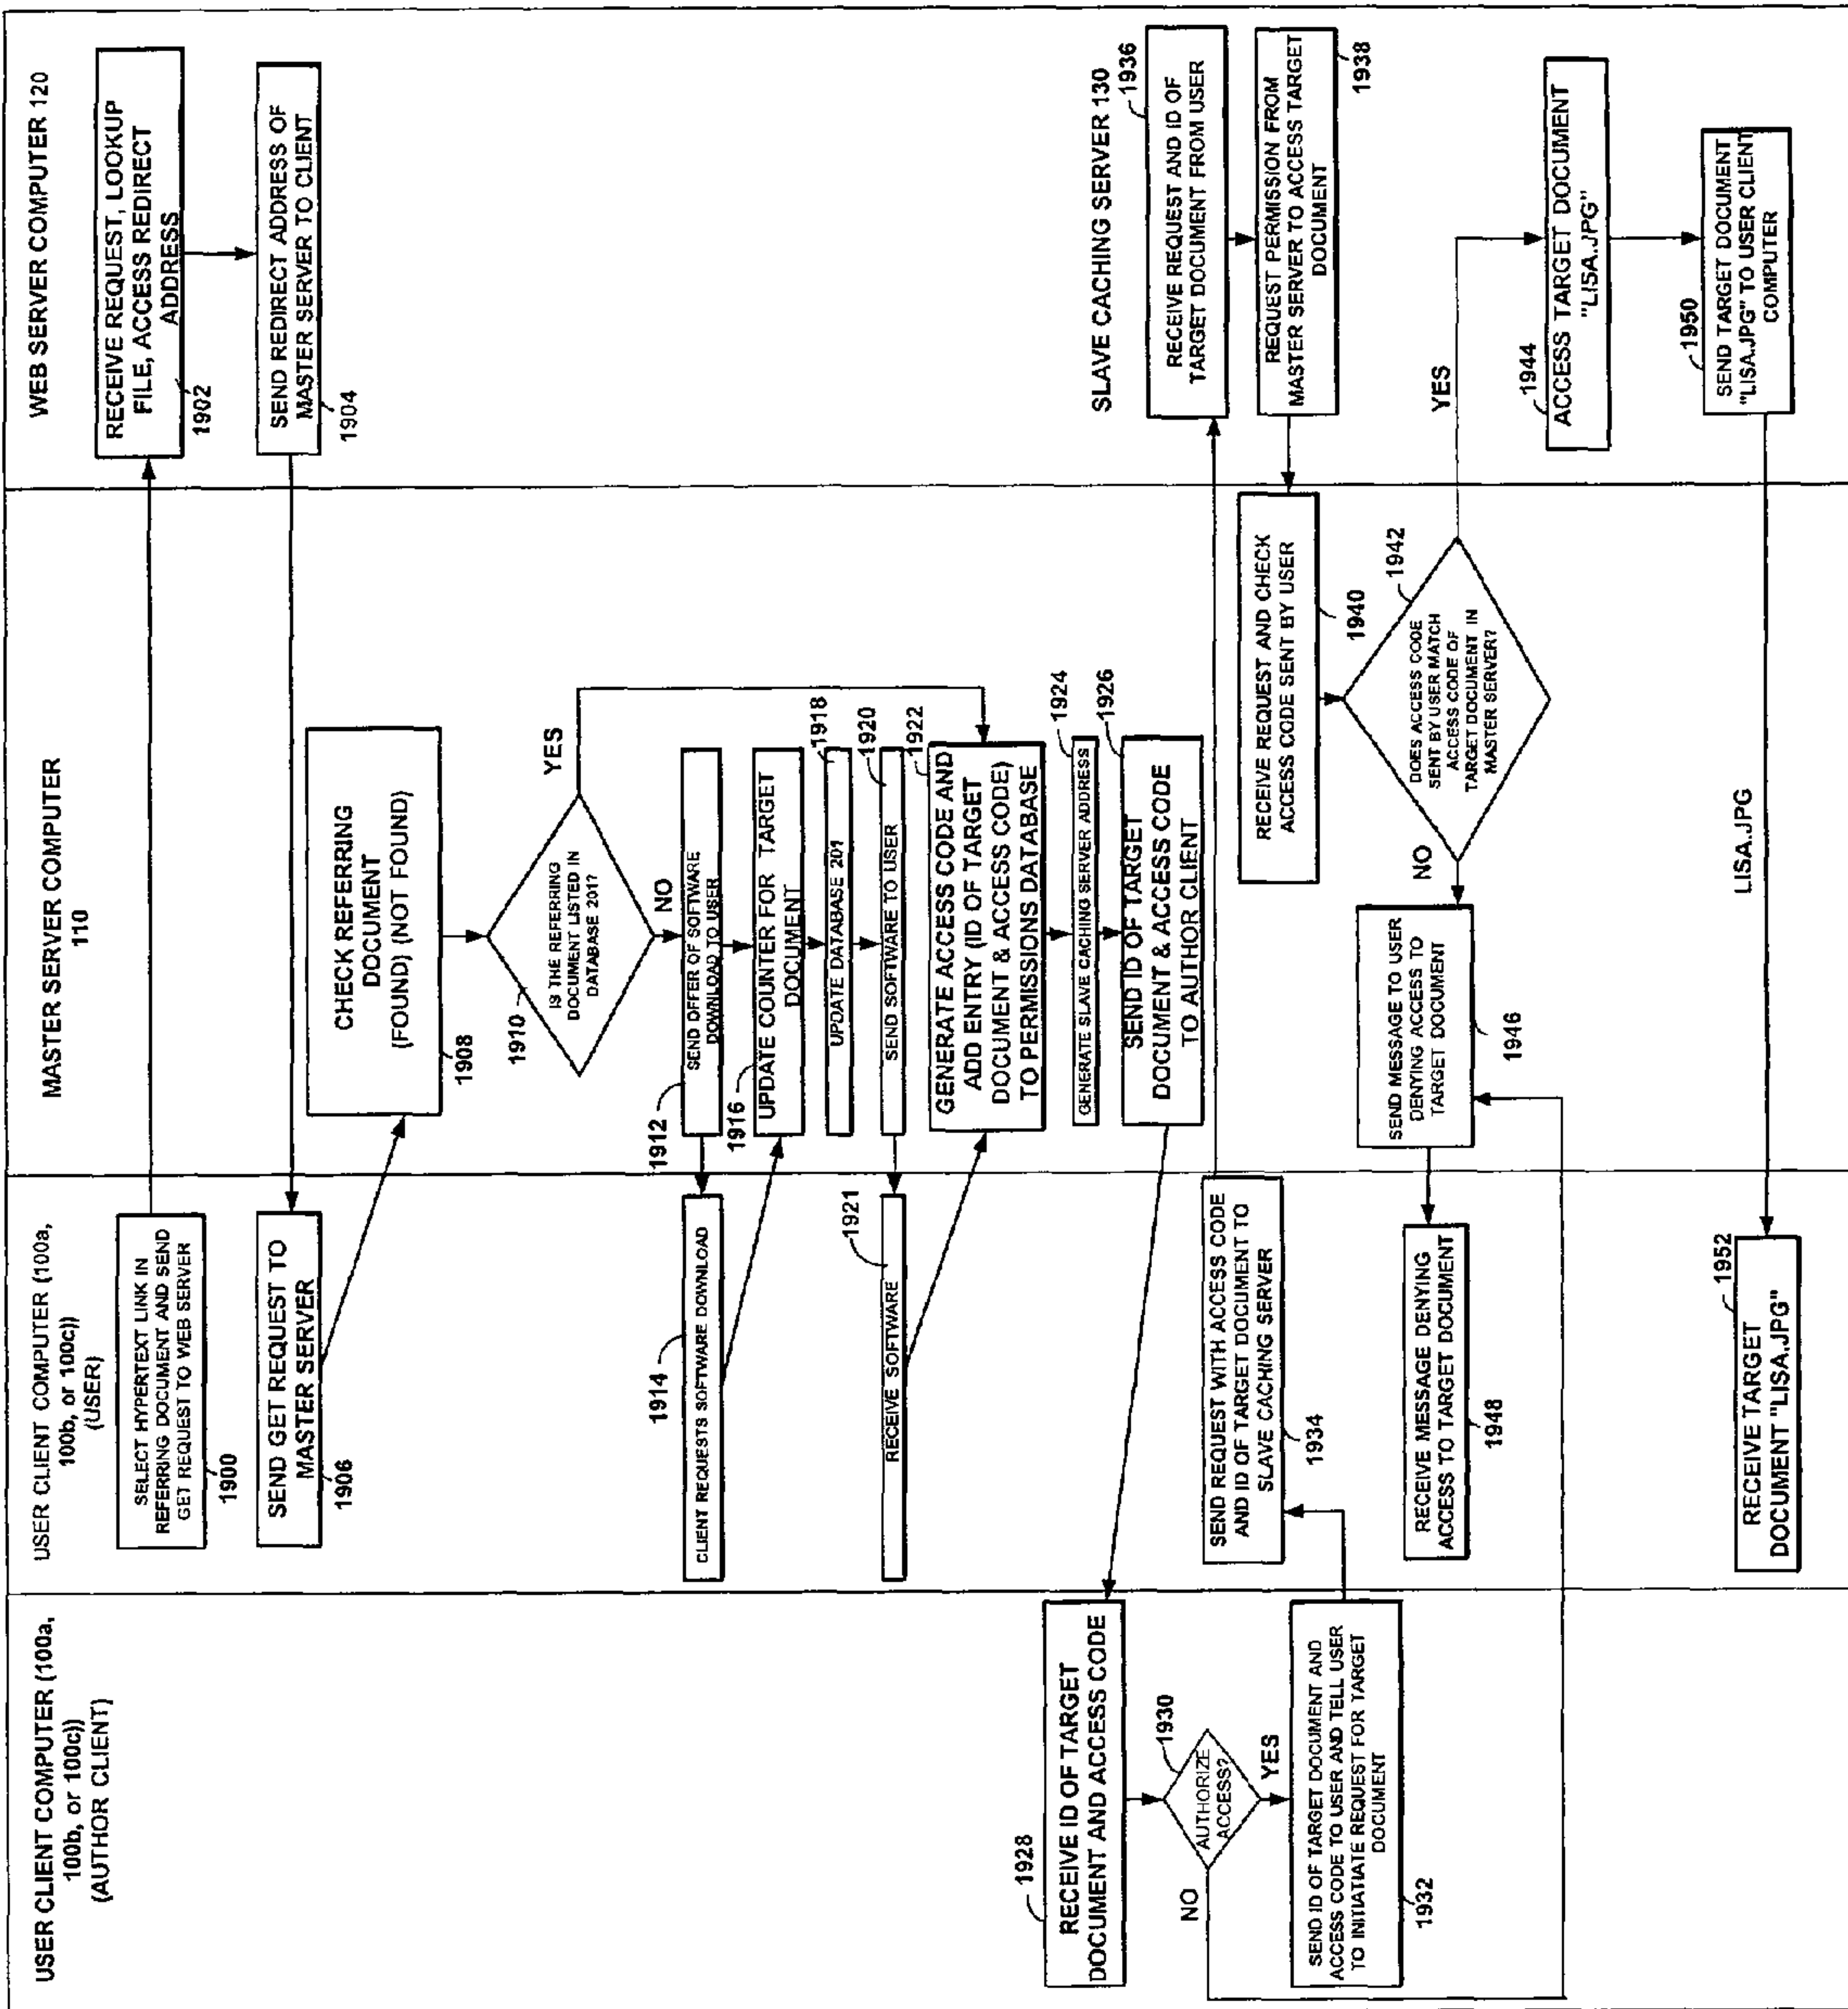 USER CLIENT COMPUTER (100a,
100b, or 100c))
(AUTHOR CLIENT)
1928
RECEIVE ID OF TARGET
DOCUMENT AND ACCESS CODE
1930
AUTHORIZE
ACCESS?
NO
YES
SEND ID OF TARGET DOCUMENT AND
ACCESS CODE TO USER AND TELL USER
TO INITIATIATE REQUEST FOR TARGET
DOCUMENT
1932
USER CLIENT COMPUTER (100a,
100b, or 100c))
(USER)
SELECT HYPERTEXT LINK IN
REFERRING DOCUMENT AND SEND
GET REQUEST TO WEB SERVER
1900
SEND GET REQUEST TO
MASTER SERVER
1906
1914
CLIENT REQUESTS SOFTWARE DOWNLOAD
1921
RECEIVE SOFTWARE
SEND REQUEST WITH ACCESS CODE
AND ID OF TARGET DOCUMENT TO
SLAVE CACHING SERVER
1934
RECEIVE MESSAGE DENYING
ACCESS TO TARGET DOCUMENT
1948
1952
RECEIVE TARGET
DOCUMENT "LISA.JPG"
MASTER SERVER COMPUTER
110
CHECK REFERRING
DOCUMENT
(FOUND) (NOT FOUND)
1908
1910
IS THE REFERRING
DOCUMENT LISTED IN
DATABASE 201?
YES
NO
1912
SEND OFFER OF SOFTWARE
DOWNLOAD TO USER
1916
UPDATE COUNTER FOR TARGET
DOCUMENT
1918
UPDATE DATABASE 201
1920
SEND SOFTWARE TO USER
1922
GENERATE ACCESS CODE AND
ADD ENTRY (ID OF TARGET
DOCUMENT & ACCESS CODE)
TO PERMISSIONS DATABASE
1924
GENERATE SLAVE CACHING SERVER ADDRESS
1926
SEND ID OF TARGET
DOCUMENT & ACCESS CODE
TO AUTHOR CLIENT
RECEIVE REQUEST AND CHECK
ACCESS CODE SENT BY USER
1940
1942
DOES ACCESS CODE
SENT BY USER MATCH
ACCESS CODE OF
TARGET DOCUMENT IN
MASTER SERVER?
NO
YES
SEND MESSAGE TO USER
DENYING ACCESS TO
TARGET DOCUMENT
1946
LISA.JPG
WEB SERVER COMPUTER 120
RECEIVE REQUEST, LOOKUP
FILE, ACCESS REDIRECT
ADDRESS
1902
SEND REDIRECT ADDRESS OF
MASTER SERVER TO CLIENT
1904
SLAVE CACHING SERVER 130
1936
RECEIVE REQUEST AND ID OF
TARGET DOCUMENT FROM USER
REQUEST PERMISSION FROM
MASTER SERVER TO ACCESS TARGET
DOCUMENT
1938
1944
ACCESS TARGET DOCUMENT
"LISA.JPG"
1950
SEND TARGET DOCUMENT
"LISA.JPG" TO USER CLIENT
COMPUTER